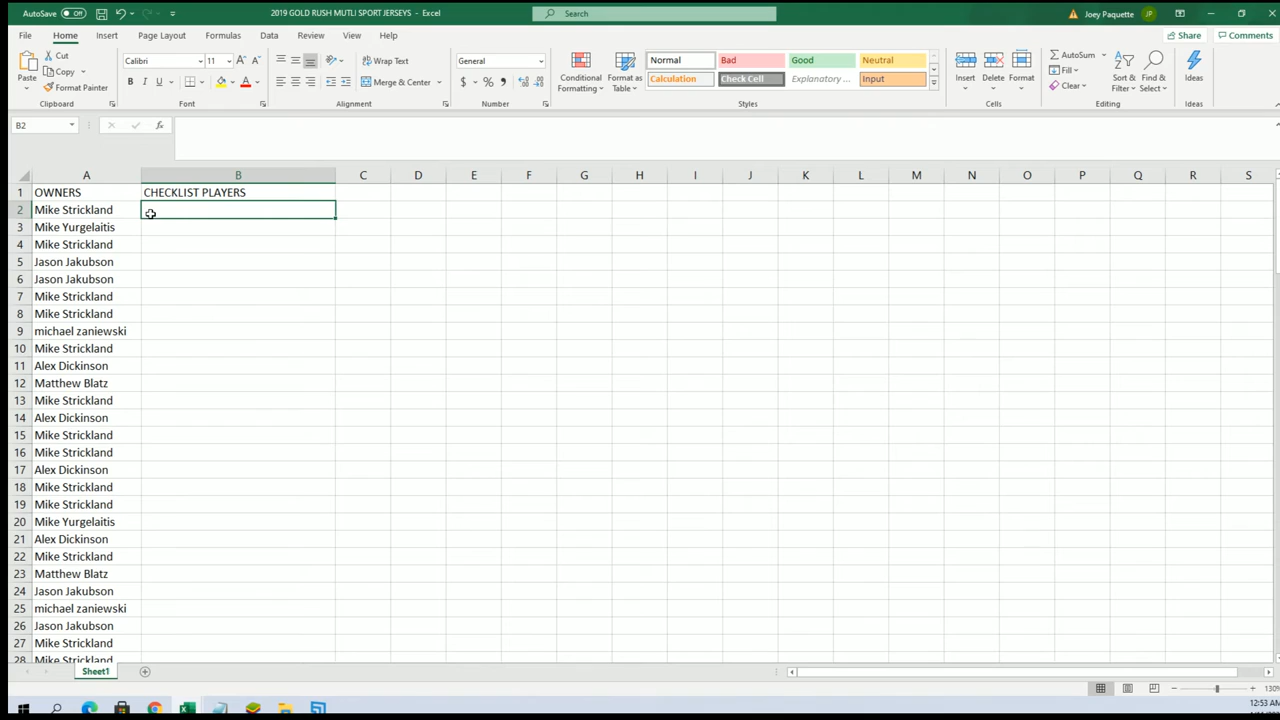 AutoSave Off 2019 GOLD RUSH MUTLI SPORT JERSEYS - Excel Search Joey Paquette JP
File Home Insert Page Layout Formulas Data Review View Help Share Comments
Paste Cut Copy Format Painter Clipboard
Calibri 11 A A B I U A Font
Wrap Text Merge & Center Alignment
General $ % Number
Conditional Formatting Format as Table Normal Bad Good Neutral Calculation Check Cell Explanatory ... Input Styles
Insert Delete Format Cells
AutoSum Fill Clear Sort & Filter Find & Select Editing
Ideas Ideas
B2 fx
A B C D E F G H I J K L M N O P Q R S
1 OWNERS CHECKLIST PLAYERS
2 Mike Strickland
3 Mike Yurgelaitis
4 Mike Strickland
5 Jason Jakubson
6 Jason Jakubson
7 Mike Strickland
8 Mike Strickland
9 michael zaniewski
10 Mike Strickland
11 Alex Dickinson
12 Matthew Blatz
13 Mike Strickland
14 Alex Dickinson
15 Mike Strickland
16 Mike Strickland
17 Alex Dickinson
18 Mike Strickland
19 Mike Strickland
20 Mike Yurgelaitis
21 Alex Dickinson
22 Mike Strickland
23 Matthew Blatz
24 Jason Jakubson
25 michael zaniewski
26 Jason Jakubson
27 Mike Strickland
28 Mike Strickland
Sheet1
130%
12:53 AM